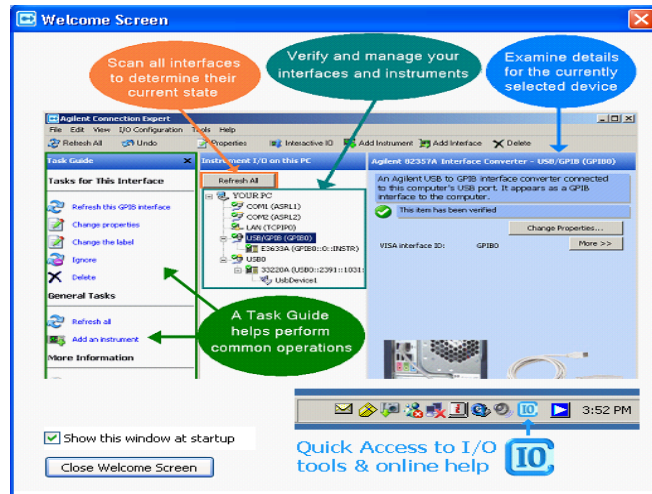 Welcome Screen
Scan all interfaces
to determine their
current state
Verify and manage your
interfaces and instruments
Examine details
for the currently
selected device
Agilent Connection Expert
File Edit View I/O Configuration Tools Help
Refresh All Undo Properties Interactive IO Add Instrument Add Interface Delete
Task Guide
Tasks for This Interface
Refresh this GPIB interface
Change properties
Change the label
Ignore
Delete
General Tasks
Refresh all
Add an instrument
More Information
Instrument I/O on this PC
Refresh All
YOUR PC
COM1 (ASRL1)
COM2 (ASRL2)
LAN (TCPIP0)
USB/GPIB (GPIB0)
E3633A (GPIB0::0::INSTR)
USB0
33220A (USB0::2391::1031:
UsbDevice1
A Task Guide
helps perform
common operations
Agilent 82357A Interface Converter - USB/GPIB (GPIB0)
An Agilent USB to GPIB interface converter connected
to this computer's USB port. It appears as a GPIB
interface to the computer.
This item has been verified
Change Properties...
VISA interface ID: GPIB0
More >>
3:52 PM
Show this window at startup
Close Welcome Screen
Quick Access to I/O
tools & online help
IO